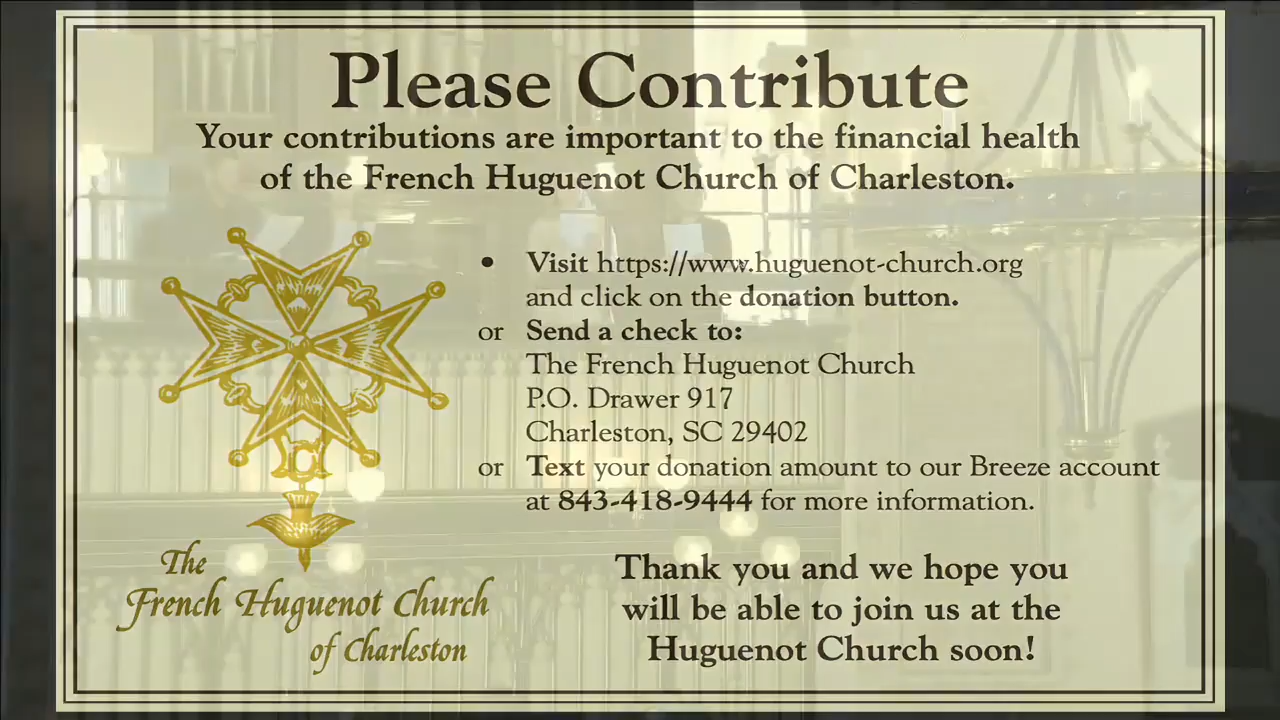 Please Contribute
Your contributions are important to the financial health
of the French Huguenot Church of Charleston.
• Visit https://www.huguenot-church.org
and click on the donation button.
or Send a check to:
The French Huguenot Church
P.O. Drawer 917
Charleston, SC 29402
or Text your donation amount to our Breeze account
at 843-418-9444 for more information.
The
French Huguenot Church
of Charleston
Thank you and we hope you
will be able to join us at the
Huguenot Church soon!